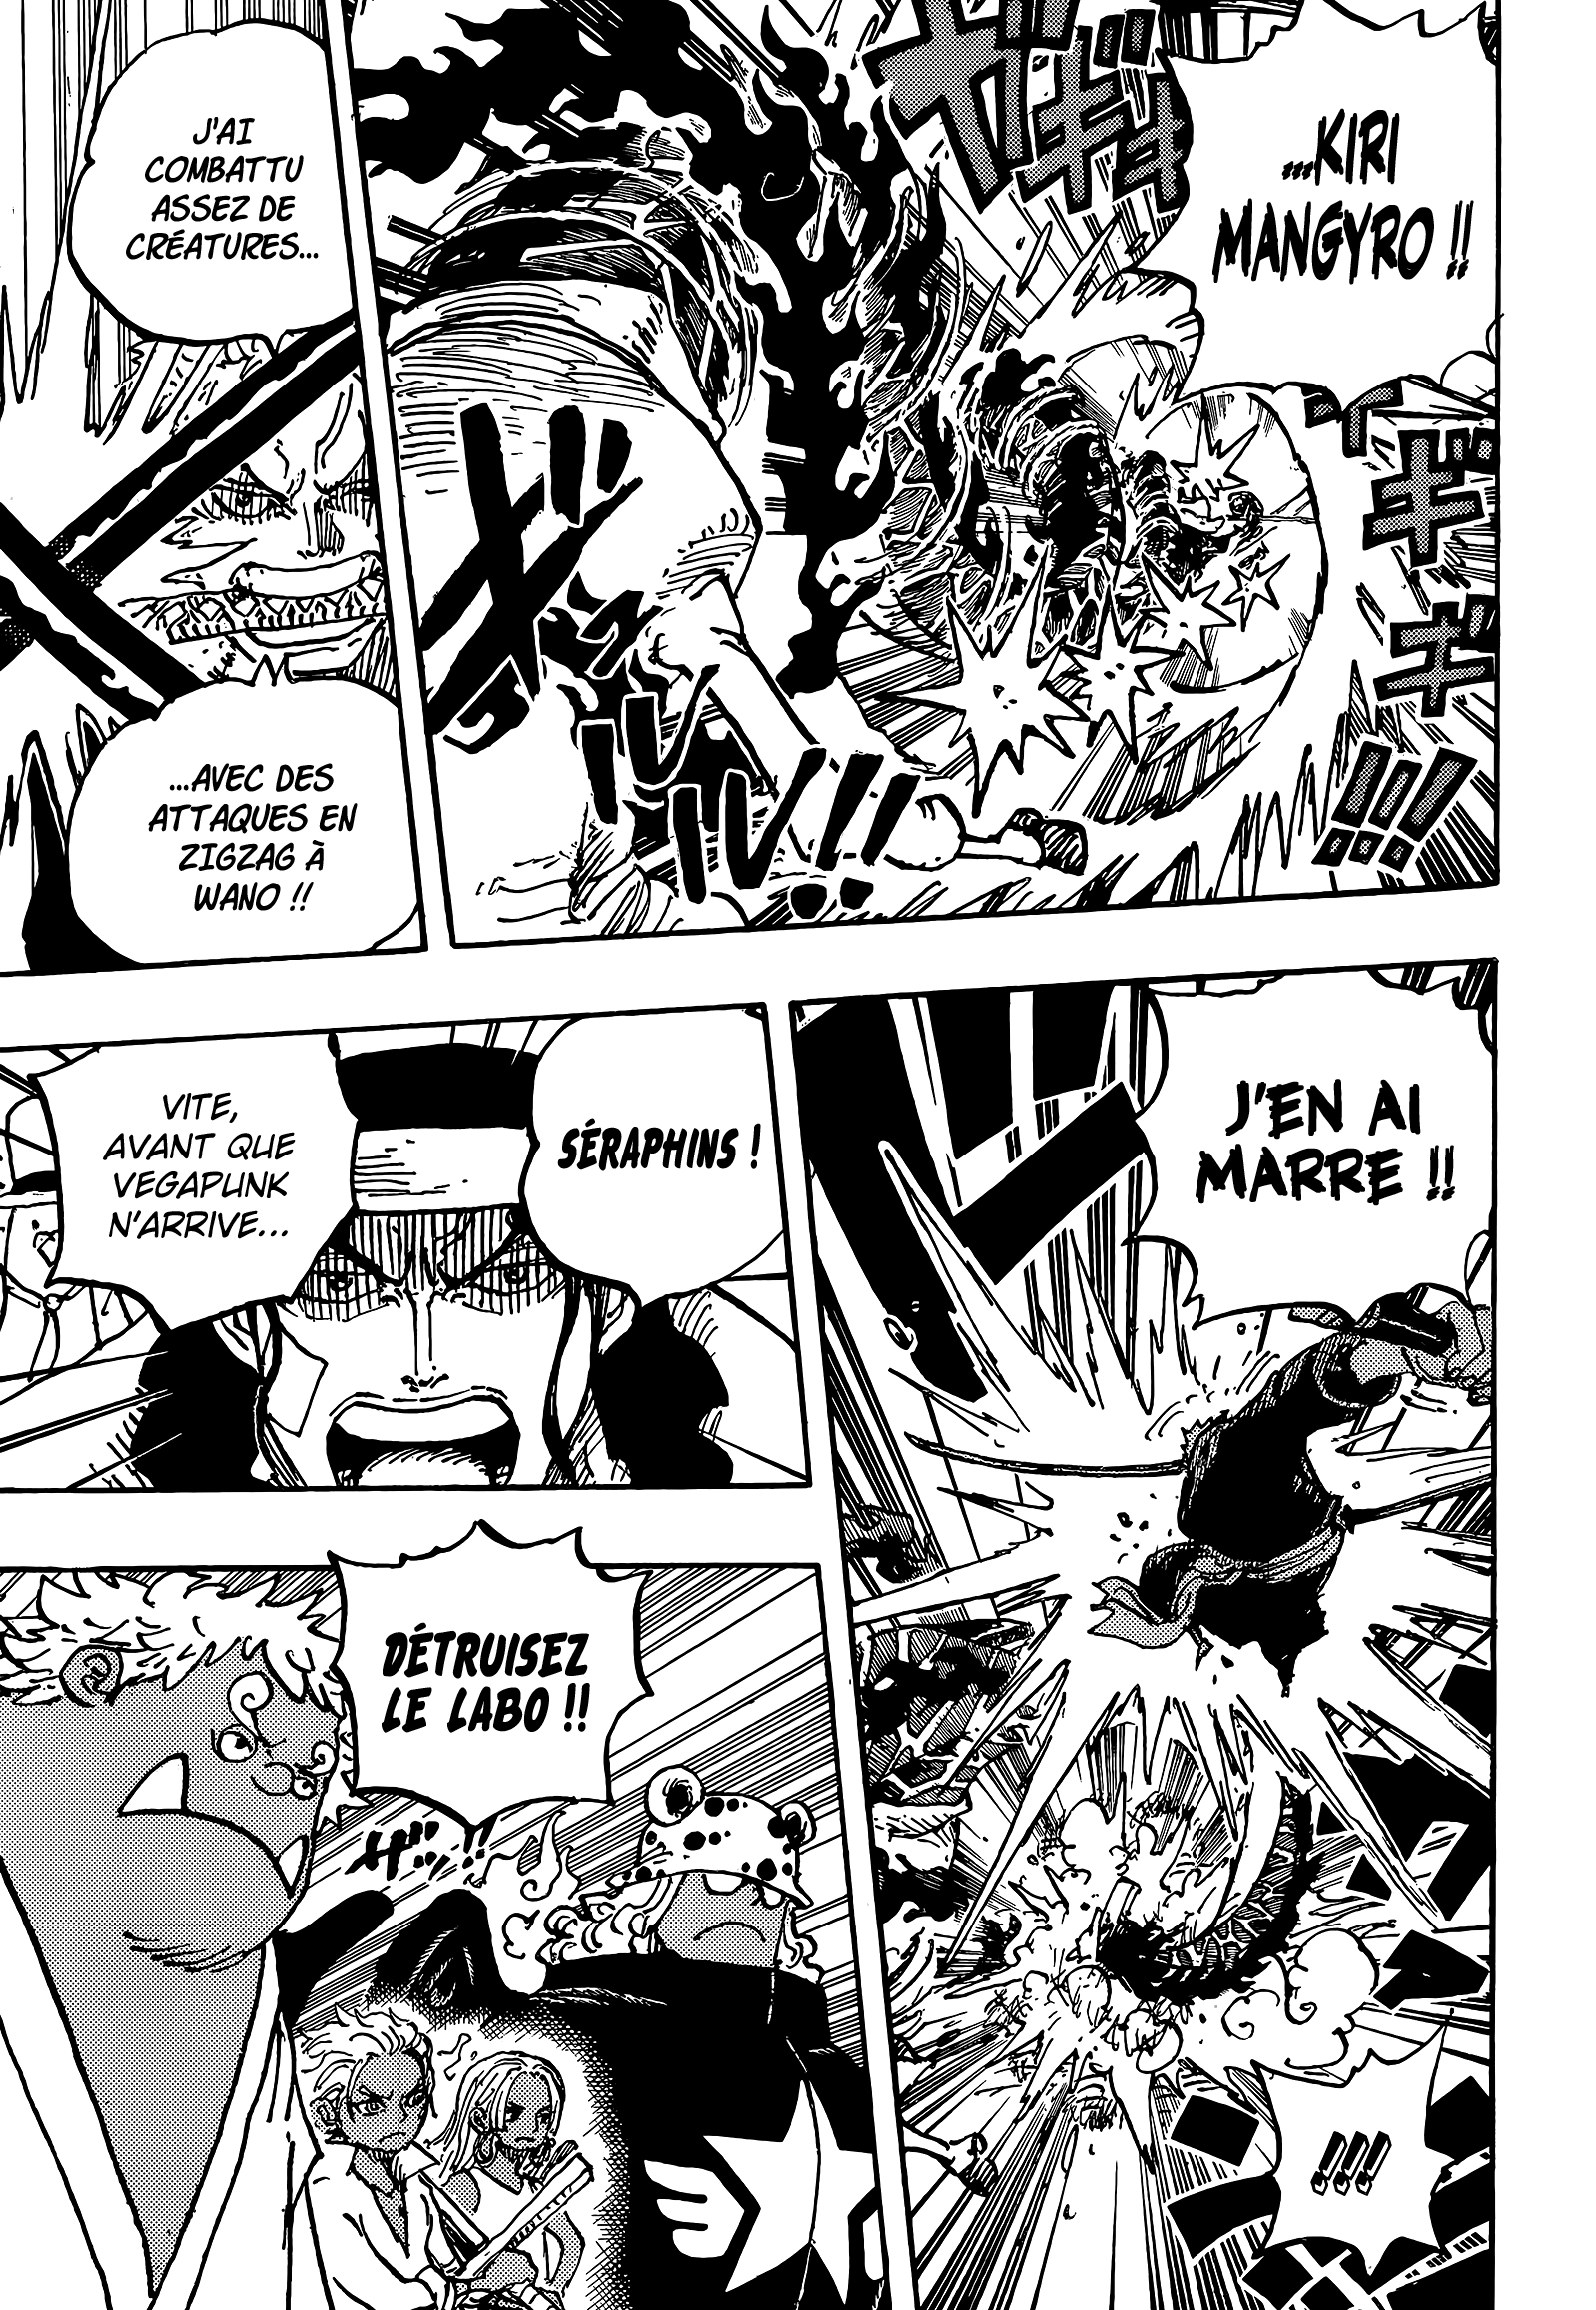 ...KIRI
MANGYRO !!
J'AI
COMBATTU
ASSEZ DE
CRÉATURES...
...AVEC DES
ATTAQUES EN
ZIGZAG À
WANO !!
J'EN AI
MARRE !!
!!!!
SÉRAPHINS !
VITE,
AVANT QUE
VEGAPUNK
N'ARRIVE...
DÉTRUISEZ
LE LABO !!